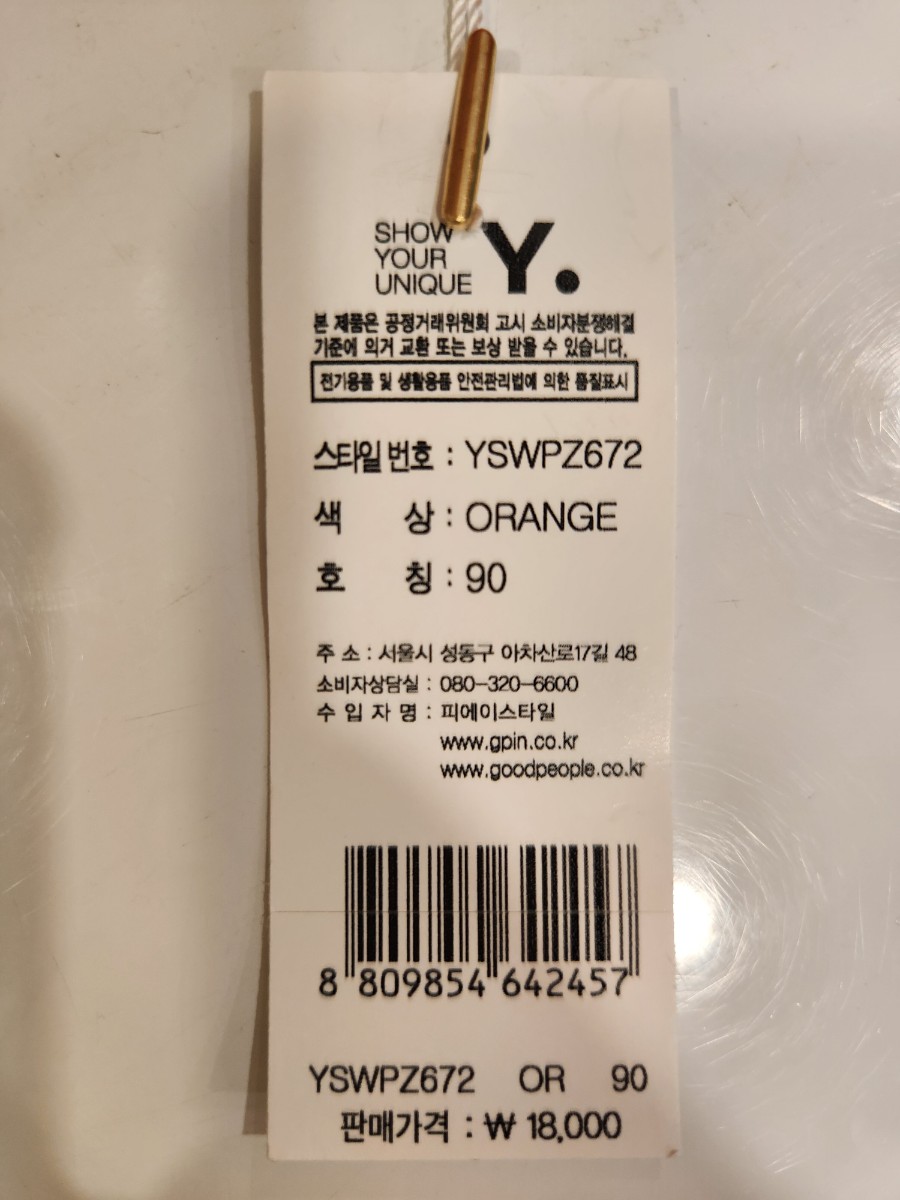 SHOW
YOUR
UNIQUE
Y.
본 제품은 공정거래위원회 고시 소비자분쟁해결
기준에 의거 교환 또는 보상 받을 수 있습니다.
전기용품 및 생활용품 안전관리법에 의한 품질표시
스타일 번호 : YSWPZ672
색 상 : ORANGE
호 칭 : 90
주 소 : 서울시 성동구 아차산로17길 48
소비자상담실 : 080-320-6600
수 입 자 명 : 피에이스타일
www.gpin.co.kr
www.goodpeople.co.kr
8 809854 642457
YSWPZ672 OR 90
판매가격 : ₩ 18,000